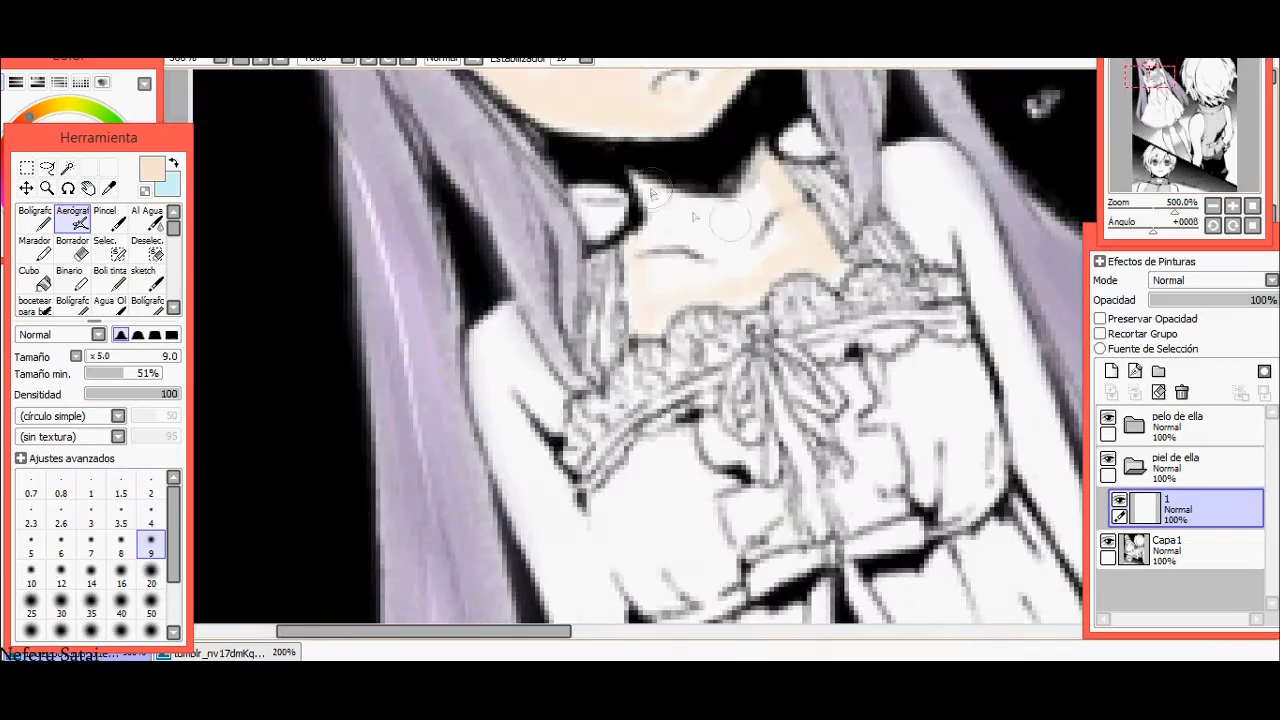 Normal
Estabilizador
Herramienta
Bolígrafo Aerógraf Pincel Al Agua
Marador Borrador Selec. Deselec.
Cubo Binario Boli tinta sketch
bocetear para b Bolígrafc Agua Ol Bolígrafc
Normal
Tamaño x 5.0 9.0
Tamaño mín. 51%
Densitidad 100
(círculo simple) 50
(sin textura) 95
Ajustes avanzados
0.7 0.8 1 1.5 2
2.3 2.6 3 3.5 4
5 6 7 8 9
10 12 14 16 20
25 30 35 40 50
Zoom 500.0%
Ángulo +0008
Efectos de Pinturas
Mode Normal
Opacidad 100%
Preservar Opacidad
Recortar Grupo
Fuente de Selección
pelo de ella
Normal
100%
piel de ella
Normal
100%
1
Normal
100%
Capa1
Normal
100%
Neferu Satai
tumblr_nv17dmKq... 200%